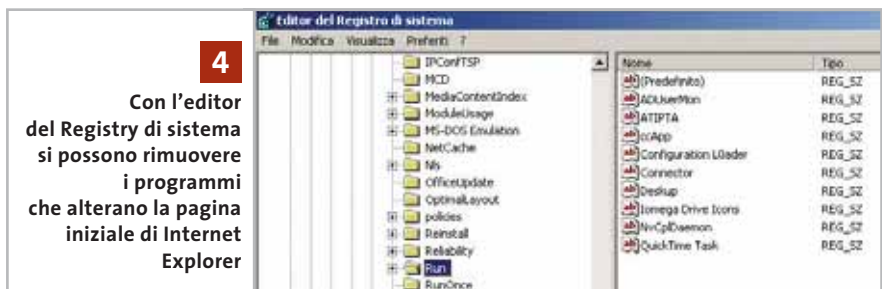 4
Con l'editor
del Registry di sistema
si possono rimuovere
i programmi
che alterano la pagina
iniziale di Internet
Explorer
Editor del Registro di sistema
File Modifica Visualizza Preferiti ?
IPConfTSP
MCD
MediaContentIndex
ModuleUsage
MS-DOS Emulation
NetCache
Nls
OfficeUpdate
OptimalLayout
policies
Reinstall
Reliability
Run
RunOnce
Nome Tipo
(Predefinito) REG_SZ
ADUserMon REG_SZ
ATIPTA REG_SZ
ccApp REG_SZ
Configuration L0ader REG_SZ
Connector REG_SZ
Deskup REG_SZ
Iomega Drive Icons REG_SZ
NvCplDaemon REG_SZ
QuickTime Task REG_SZ